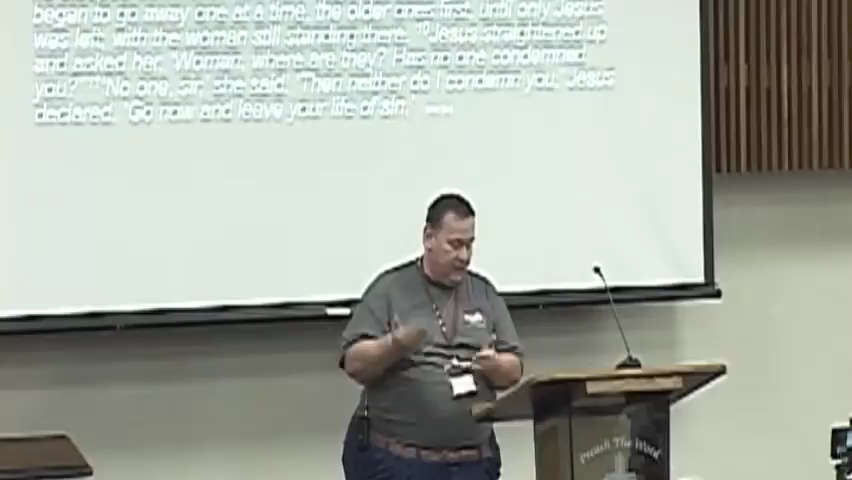 began to go away one at a time, the older ones first, until only Jesus
was left, with the woman still standing there. 10 Jesus straightened up
and asked her, "Woman, where are they? Has no one condemned
you?" 11 "No one, sir," she said. "Then neither do I condemn you," Jesus
declared. "Go now and leave your life of sin."
Preach The Word